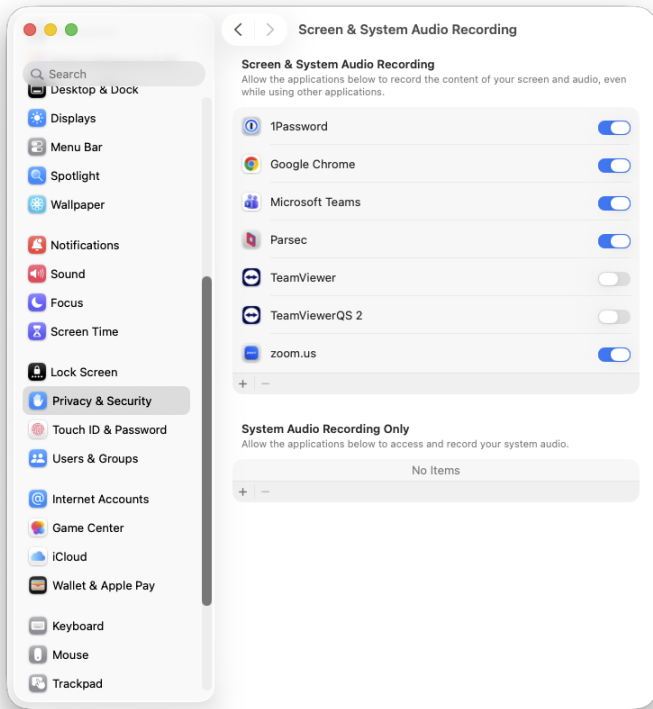 Search
Desktop & Dock
Displays
Menu Bar
Spotlight
Wallpaper
Notifications
Sound
Focus
Screen Time
Lock Screen
Privacy & Security
Touch ID & Password
Users & Groups
Internet Accounts
Game Center
iCloud
Wallet & Apple Pay
Keyboard
Mouse
Trackpad
Screen & System Audio Recording
Screen & System Audio Recording
Allow the applications below to record the content of your screen and audio, even
while using other applications.
1Password
Google Chrome
Microsoft Teams
Parsec
TeamViewer
TeamViewerQS 2
zoom.us
System Audio Recording Only
Allow the applications below to access and record your system audio.
No Items